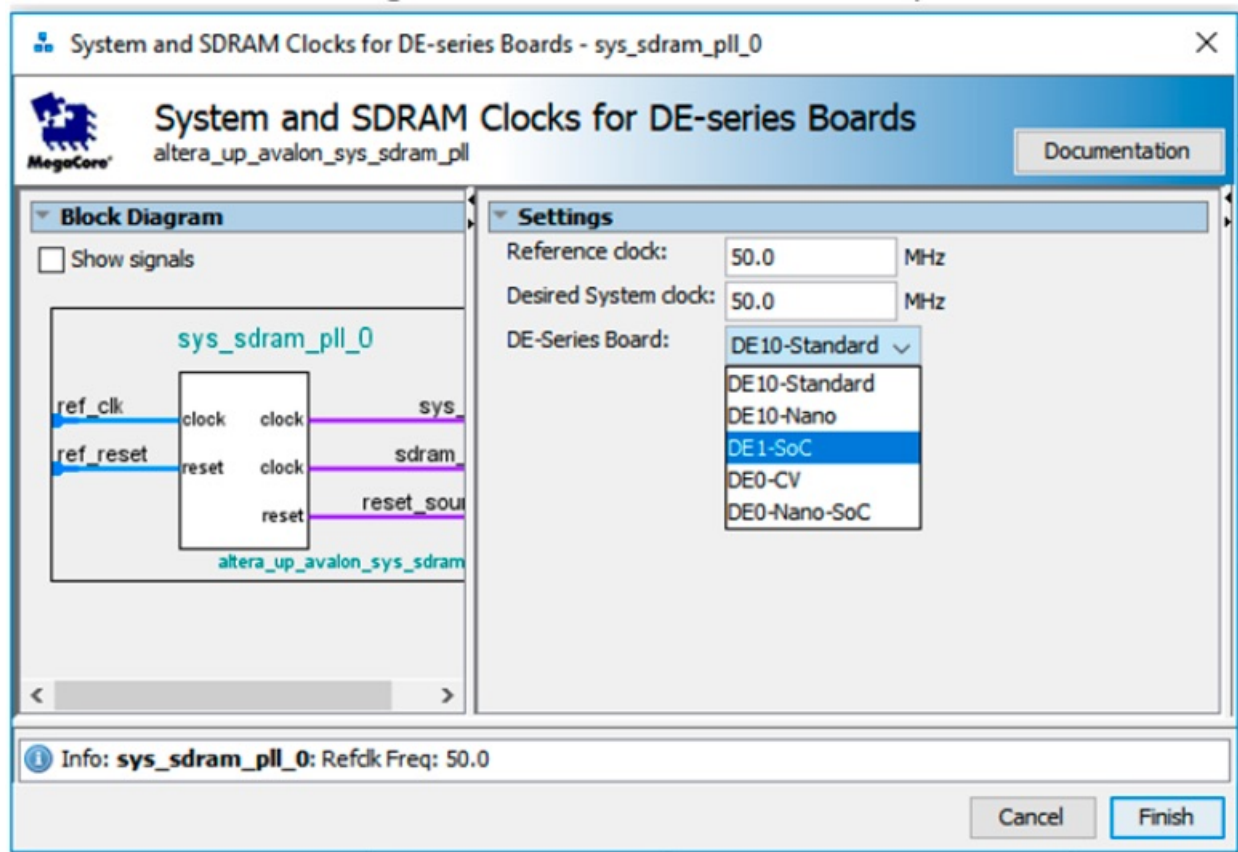 System and SDRAM Clocks for DE-series Boards - sys_sdram_pll_0
System and SDRAM Clocks for DE-series Boards
altera_up_avalon_sys_sdram_pll
MegaCore®
Documentation
Block Diagram
Show signals
sys_sdram_pll_0
ref_clk
clock clock
sys_
ref_reset
reset clock
sdram_
reset
reset_sour
altera_up_avalon_sys_sdram
Settings
Reference clock: 50.0 MHz
Desired System clock: 50.0 MHz
DE-Series Board: DE10-Standard
DE10-Standard
DE10-Nano
DE1-SoC
DE0-CV
DE0-Nano-SoC
Info: sys_sdram_pll_0: Refclk Freq: 50.0
Cancel Finish